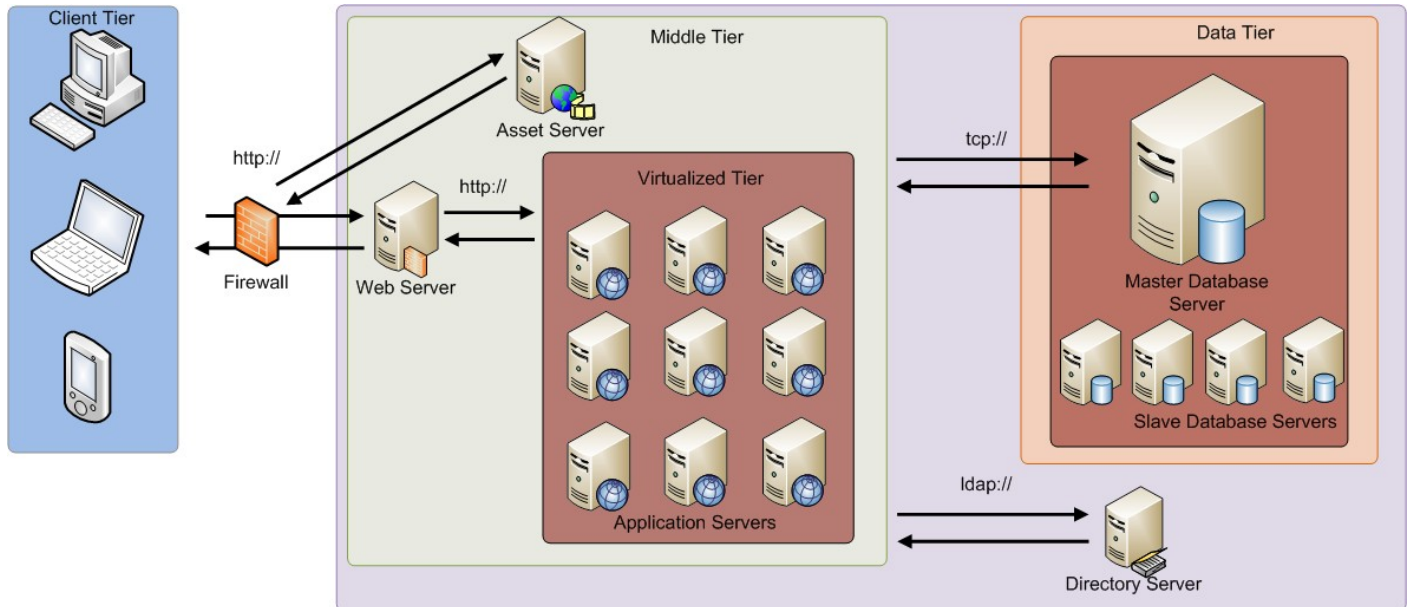 Client Tier
Middle Tier
Data Tier
Asset Server
http://
tcp://
Virtualized Tier
http://
Firewall
Web Server
Master Database
Server
Slave Database Servers
Application Servers
ldap://
Directory Server